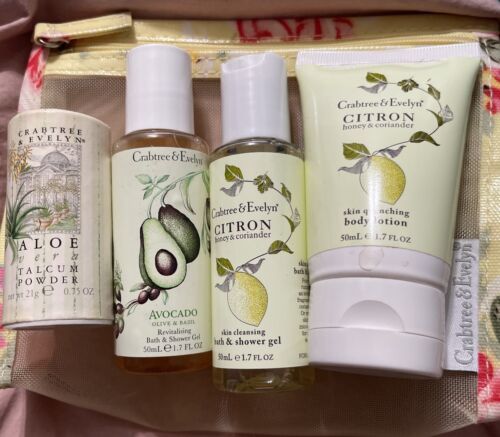 CRABTREE
& EVELYN®
ALOE
vera
TALCUM
POWDER
net wt 21g ℮ 0.75 OZ
Crabtree & Evelyn®
AVOCADO
OLIVE & BASIL
Revitalising
Bath & Shower Gel
50mL ℮ 1.7 FL OZ
Crabtree & Evelyn®
CITRON
honey & coriander
skin cleansing
bath & shower gel
50mL ℮ 1.7 FL OZ
Crabtree & Evelyn®
CITRON
honey & coriander
skin quenching
body lotion
50mL ℮ 1.7 FL OZ
Crabtree & Evelyn®